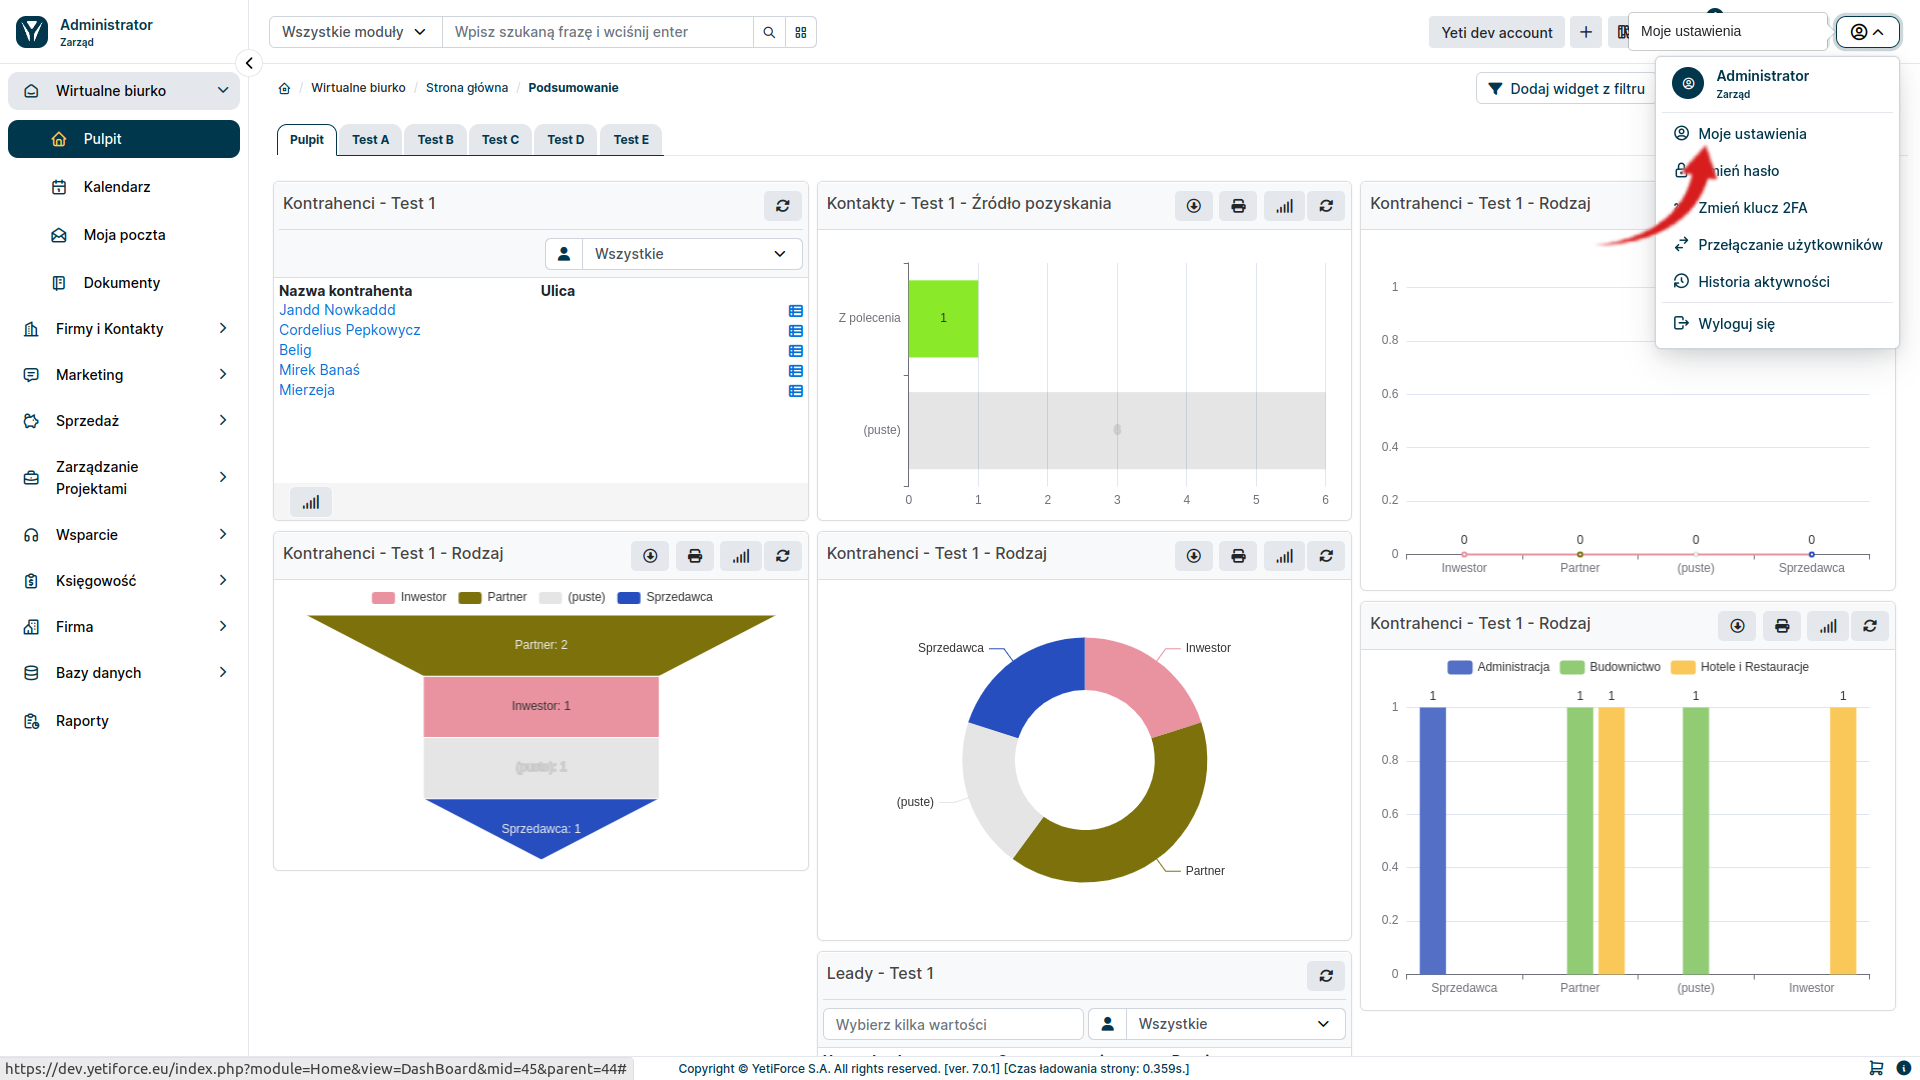 Administrator
Zarząd
Wszystkie moduły
Wpisz szukaną frazę i wciśnij enter
Yeti dev account
Moje ustawienia
Wirtualne biurko
Pulpit
Kalendarz
Moja poczta
Dokumenty
Firmy i Kontakty
Marketing
Sprzedaż
Zarządzanie
Projektami
Wsparcie
Księgowość
Firma
Bazy danych
Raporty
Wirtualne biurko / Strona główna / Podsumowanie
Dodaj widget z filtru
Administrator
Zarząd
Moje ustawienia
hasło
Zmień klucz 2FA
Przełączanie użytkowników
Historia aktywności
Wyloguj się
Pulpit Test A Test B Test C Test D Test E
Kontrahenci - Test 1
Wszystkie
Nazwa kontrahenta Ulica
Jandd Nowkaddd
Cordelius Pepkowycz
Belig
Mirek Banaś
Mierzeja
Kontakty - Test 1 - Źródło pozyskania
Z polecenia
1
(puste)
0 1 2 3 4 5 6
Kontrahenci - Test 1 - Rodzaj
1
0.8
0.6
0.4
0.2
0
0 0 0 0
Inwestor Partner (puste) Sprzedawca
Kontrahenci - Test 1 - Rodzaj
Inwestor Partner (puste) Sprzedawca
Partner: 2
Inwestor: 1
(puste): 1
Sprzedawca: 1
Kontrahenci - Test 1 - Rodzaj
Sprzedawca
Inwestor
(puste)
Partner
Kontrahenci - Test 1 - Rodzaj
Administracja Budownictwo Hotele i Restauracje
1 1 1 1 1
1
0.8
0.6
0.4
0.2
0
Sprzedawca Partner (puste) Inwestor
Leady - Test 1
Wybierz kilka wartości
Wszystkie
https://dev.yetiforce.eu/index.php?module=Home&view=DashBoard&mid=45&parent=44#
Copyright © YetiForce S.A. All rights reserved. [ver. 7.0.1] [Czas ładowania strony: 0.359s.]